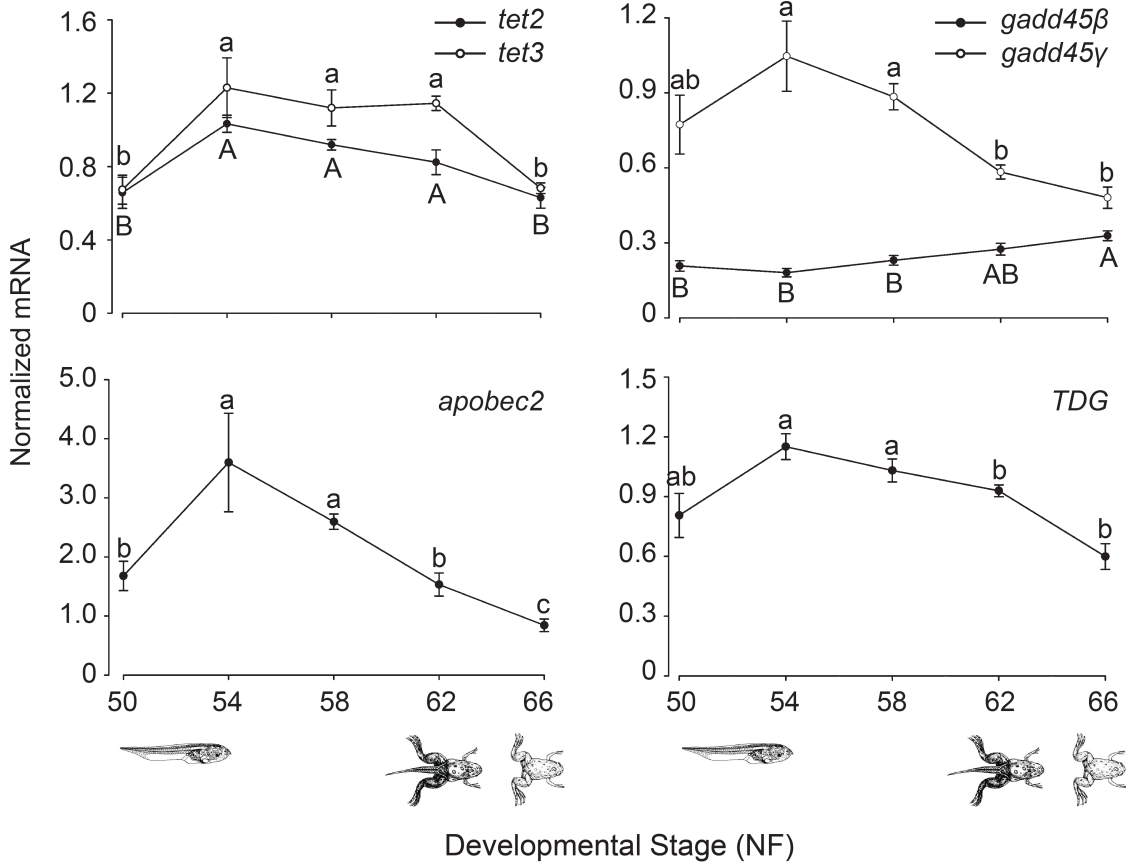 Normalized mRNA
1.6
1.2
0.8
0.4
0
tet2
tet3
b
a
a
a
b
B
A
A
A
B
1.2
0.9
0.6
0.3
0
gadd45β
gadd45γ
ab
a
a
b
b
B
B
B
AB
A
5.0
4.0
3.0
2.0
1.0
0
apobec2
b
a
a
b
c
50 54 58 62 66
1.5
1.2
0.9
0.6
0.3
0
TDG
ab
a
a
b
b
50 54 58 62 66
Developmental Stage (NF)